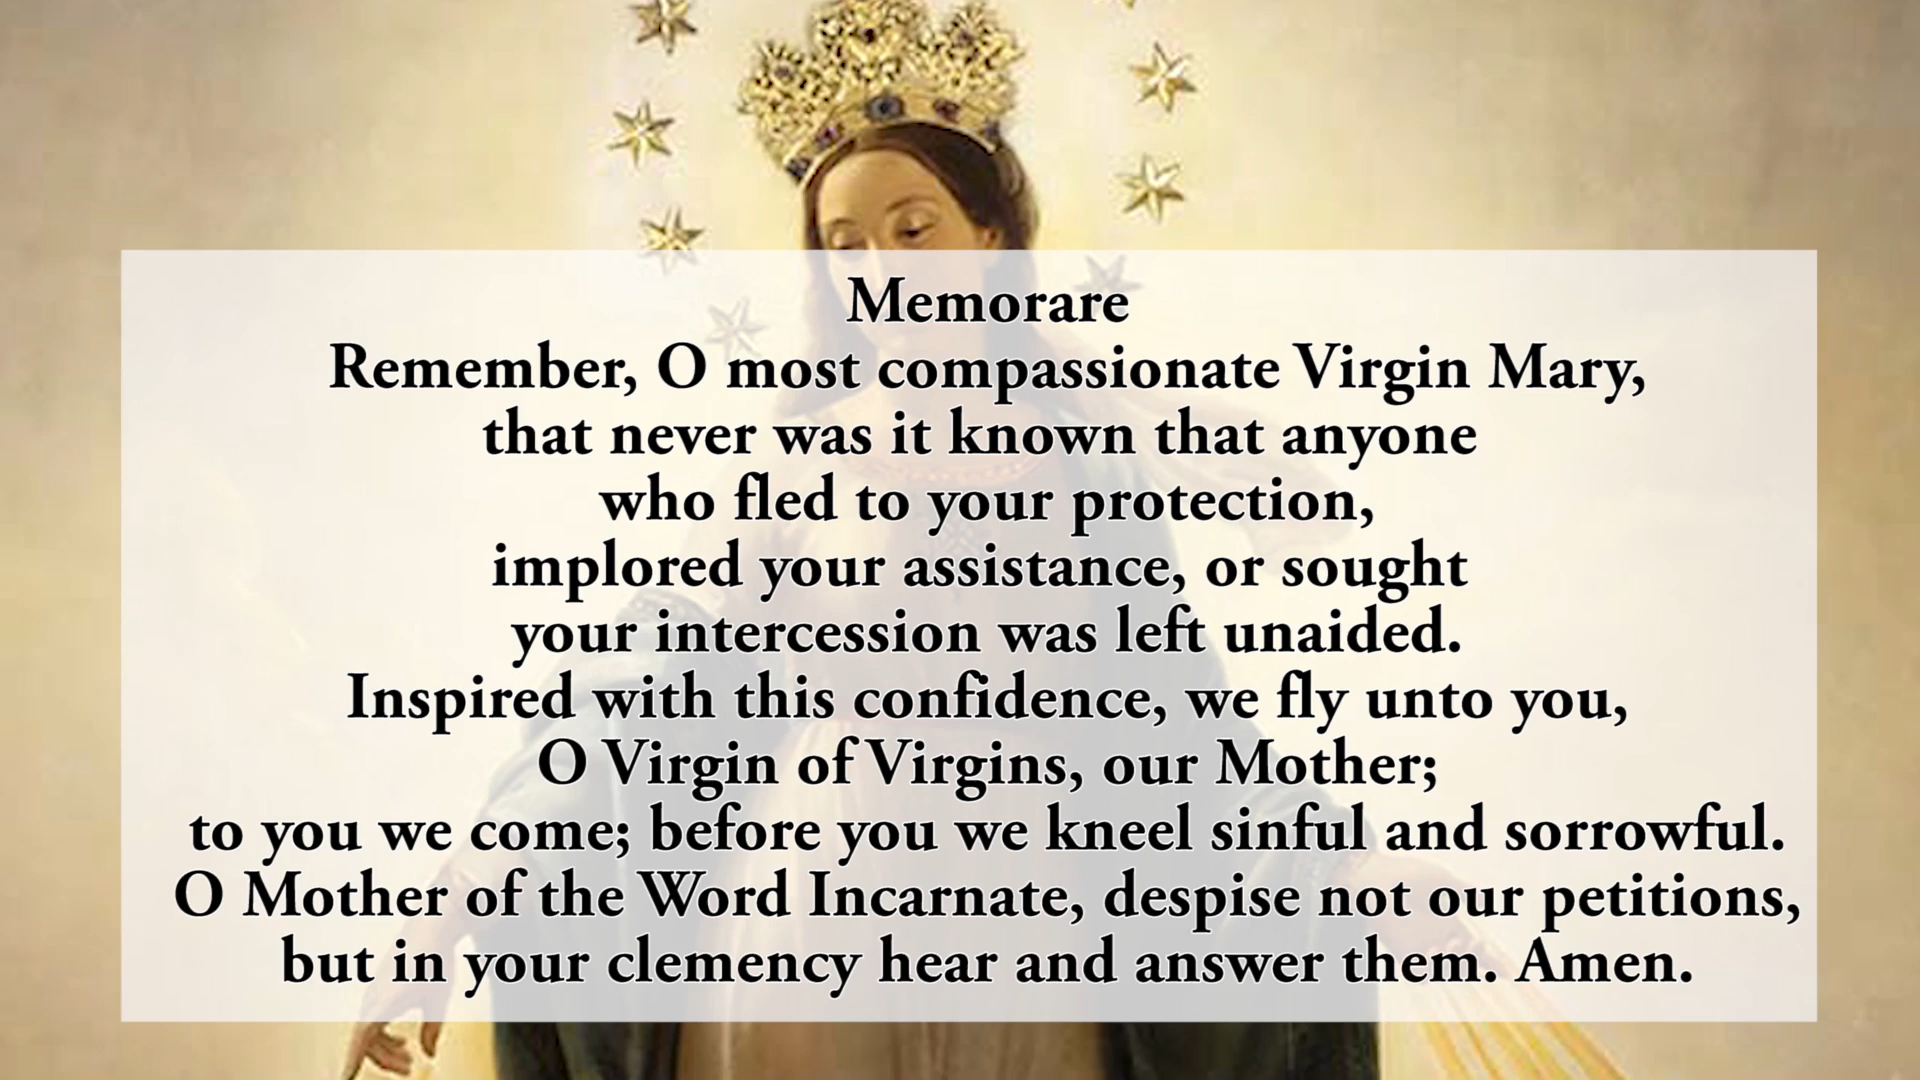 Memorare
Remember, O most compassionate Virgin Mary,
that never was it known that anyone
who fled to your protection,
implored your assistance, or sought
your intercession was left unaided.
Inspired with this confidence, we fly unto you,
O Virgin of Virgins, our Mother;
to you we come; before you we kneel sinful and sorrowful.
O Mother of the Word Incarnate, despise not our petitions,
but in your clemency hear and answer them. Amen.